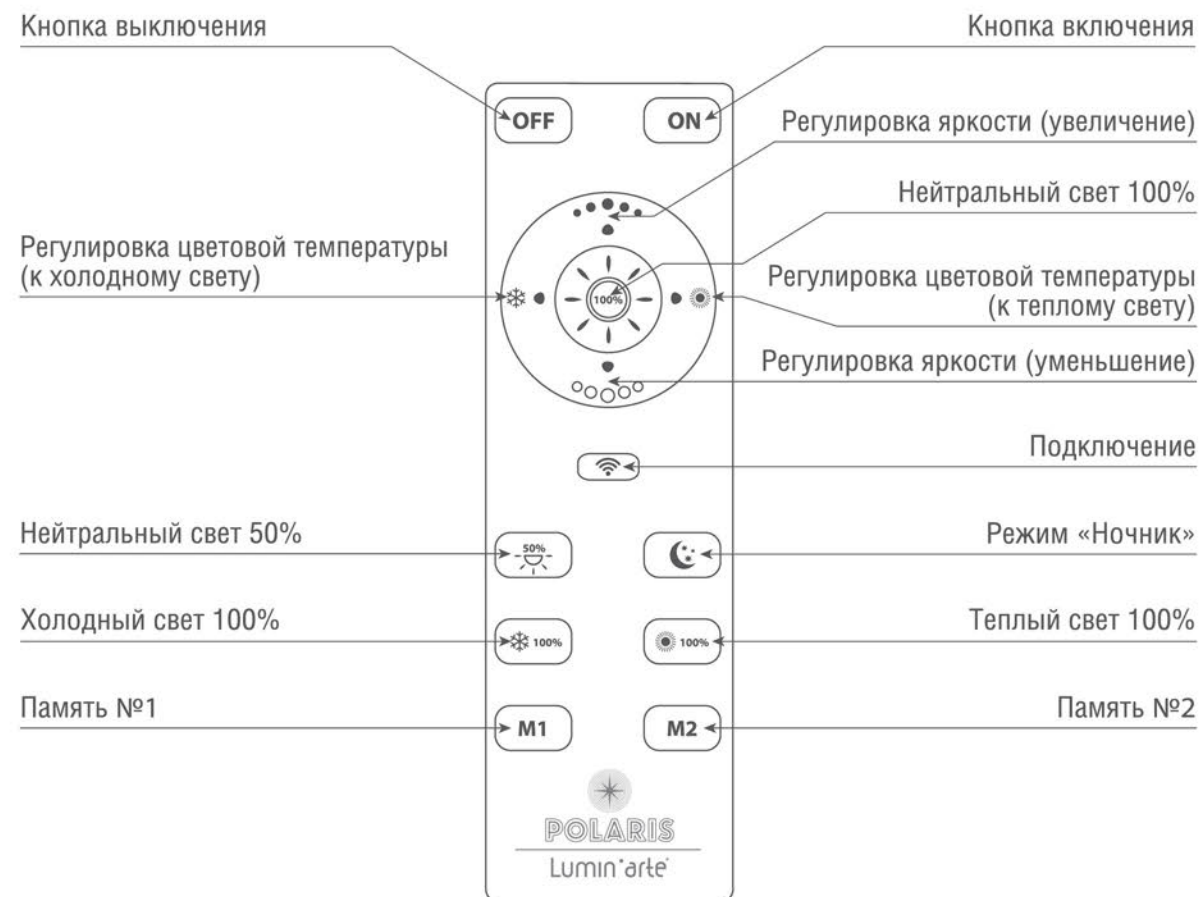 Кнопка выключения
Кнопка включения
OFF
ON
Регулировка яркости (увеличение)
Нейтральный свет 100%
Регулировка цветовой температуры
(к холодному свету)
100%
Регулировка цветовой температуры
(к теплому свету)
Регулировка яркости (уменьшение)
Подключение
Нейтральный свет 50%
50%
Режим «Ночник»
Холодный свет 100%
100%
100%
Теплый свет 100%
Память №1
M1
M2
Память №2
POLARIS
Lumin'arte